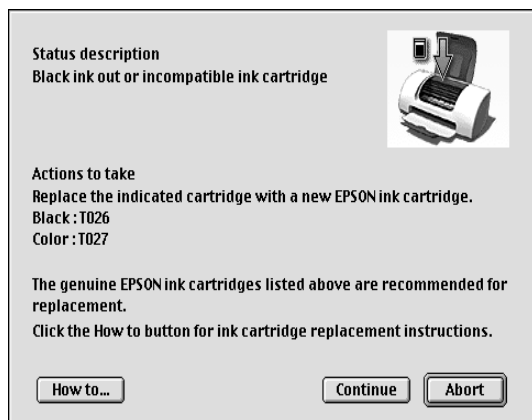 Status description
Black ink out or incompatible ink cartridge
Actions to take
Replace the indicated cartridge with a new EPSON ink cartridge.
Black : T026
Color : T027
The genuine EPSON ink cartridges listed above are recommended for
replacement.
Click the How to button for ink cartridge replacement instructions.
How to... Continue Abort